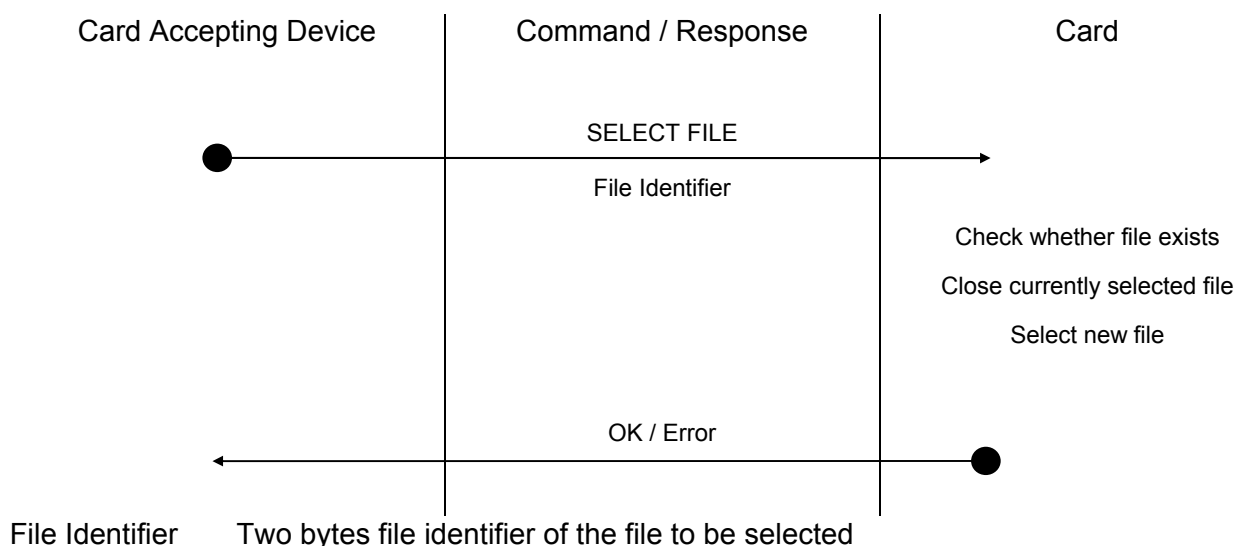 Card Accepting Device Command / Response Card
SELECT FILE
File Identifier
Check whether file exists
Close currently selected file
Select new file
OK / Error
File Identifier Two bytes file identifier of the file to be selected